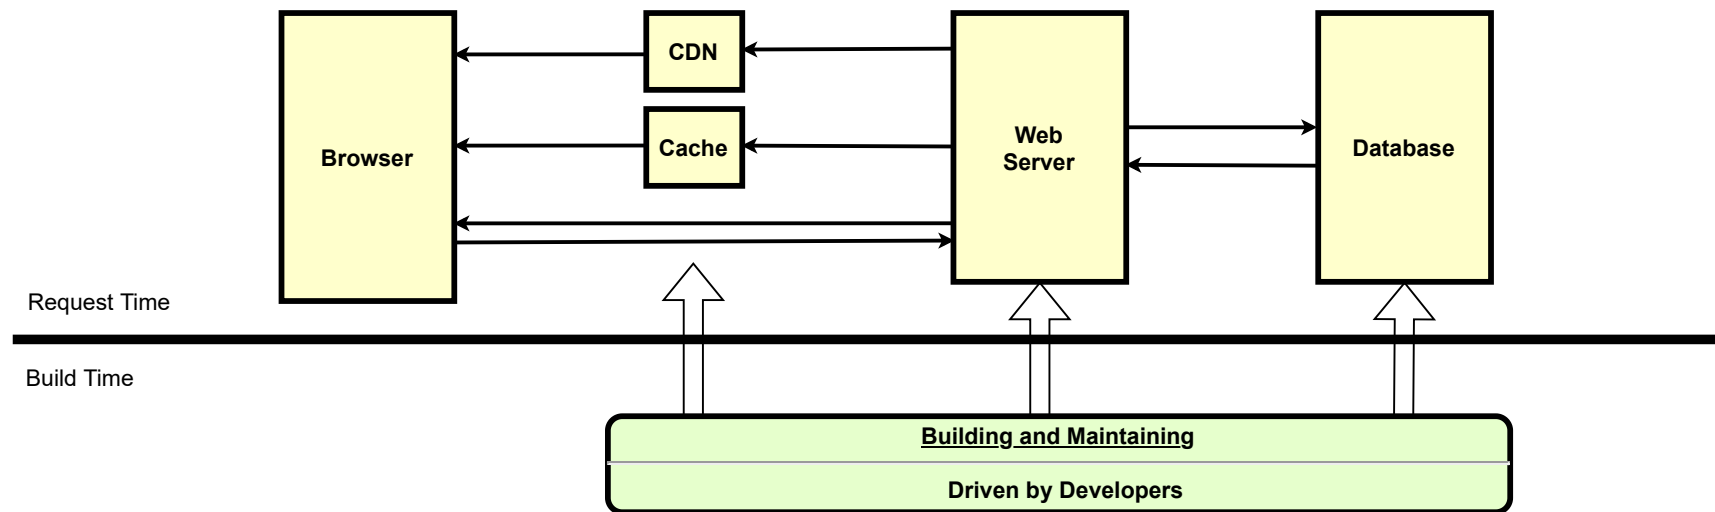 CDN
Cache
Browser
Web
Server
Database
Request Time
Build Time
Building and Maintaining
Driven by Developers